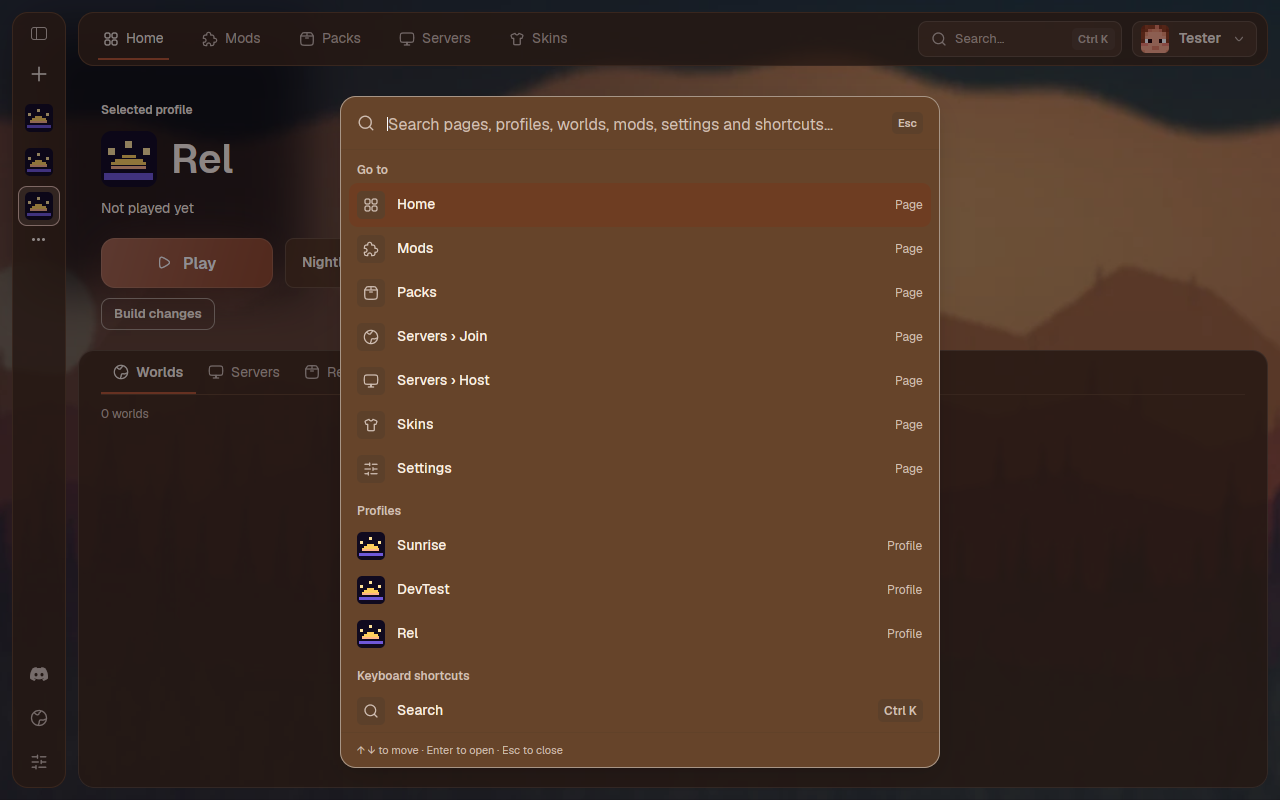 Home
Mods
Packs
Servers
Skins
Search...
Ctrl K
Tester
Selected profile
Rel
Not played yet
Play
Build changes
Worlds
Servers
0 worlds
Search pages, profiles, worlds, mods, settings and shortcuts...
Esc
Go to
Home Page
Mods Page
Packs Page
Servers › Join Page
Servers › Host Page
Skins Page
Settings Page
Profiles
Sunrise Profile
DevTest Profile
Rel Profile
Keyboard shortcuts
Search Ctrl K
↑↓ to move · Enter to open · Esc to close